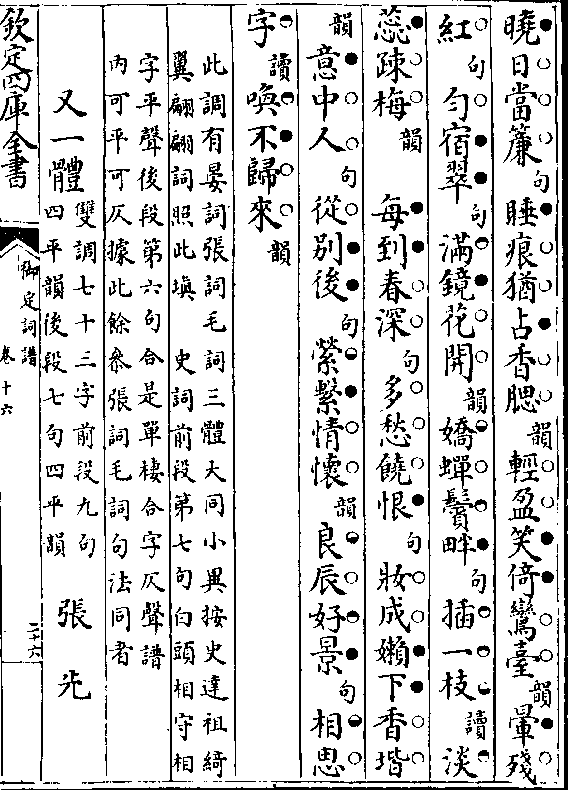 曉日當簾句睡痕猶占香腮韻輕盈笑倚鸞臺韻暈殘
紅句勻宿翠句滿鏡花開韻嬌蟬鬢畔句插一枝讀淡
蕊疎梅韻每到春深句多愁饒恨句妝成嬾下香堦
韻意中人句從別後句縈繫情懷韻良辰好景句相思
字讀喚不歸來韻
此調有晏詞張詞毛詞三體大同小異按史達祖綺
翼翩翩詞照此填史詞前段第七句白頭相守相
字平聲後段第六句合是單棲合字仄聲譜
內可平可仄據此餘叅張詞毛詞句法同者
又一體雙調七十三字前段九句
四平韻後段七句四平韻張先
欽定四庫全書
御定詞譜
卷十六
二十六